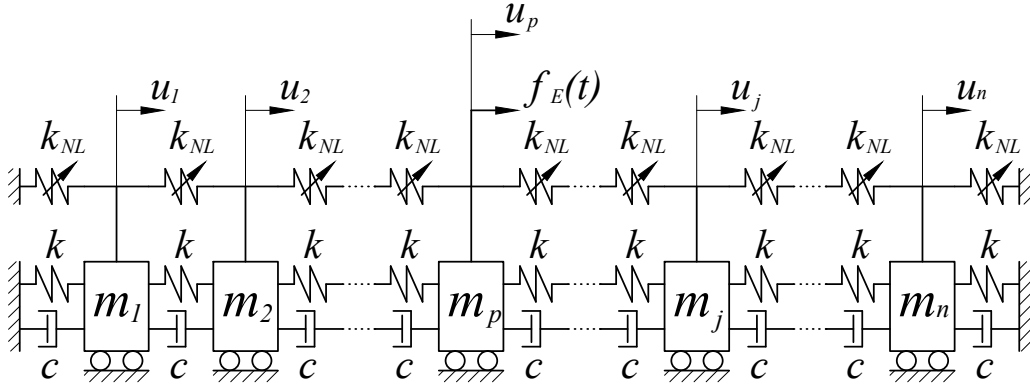 u_p
u_1 u_2 f_E(t) u_j u_n
k_NL k_NL k_NL k_NL k_NL k_NL k_NL k_NL k_NL
k k k k k k k k k
m_1 m_2 m_p m_j m_n
c c c c c c c c c